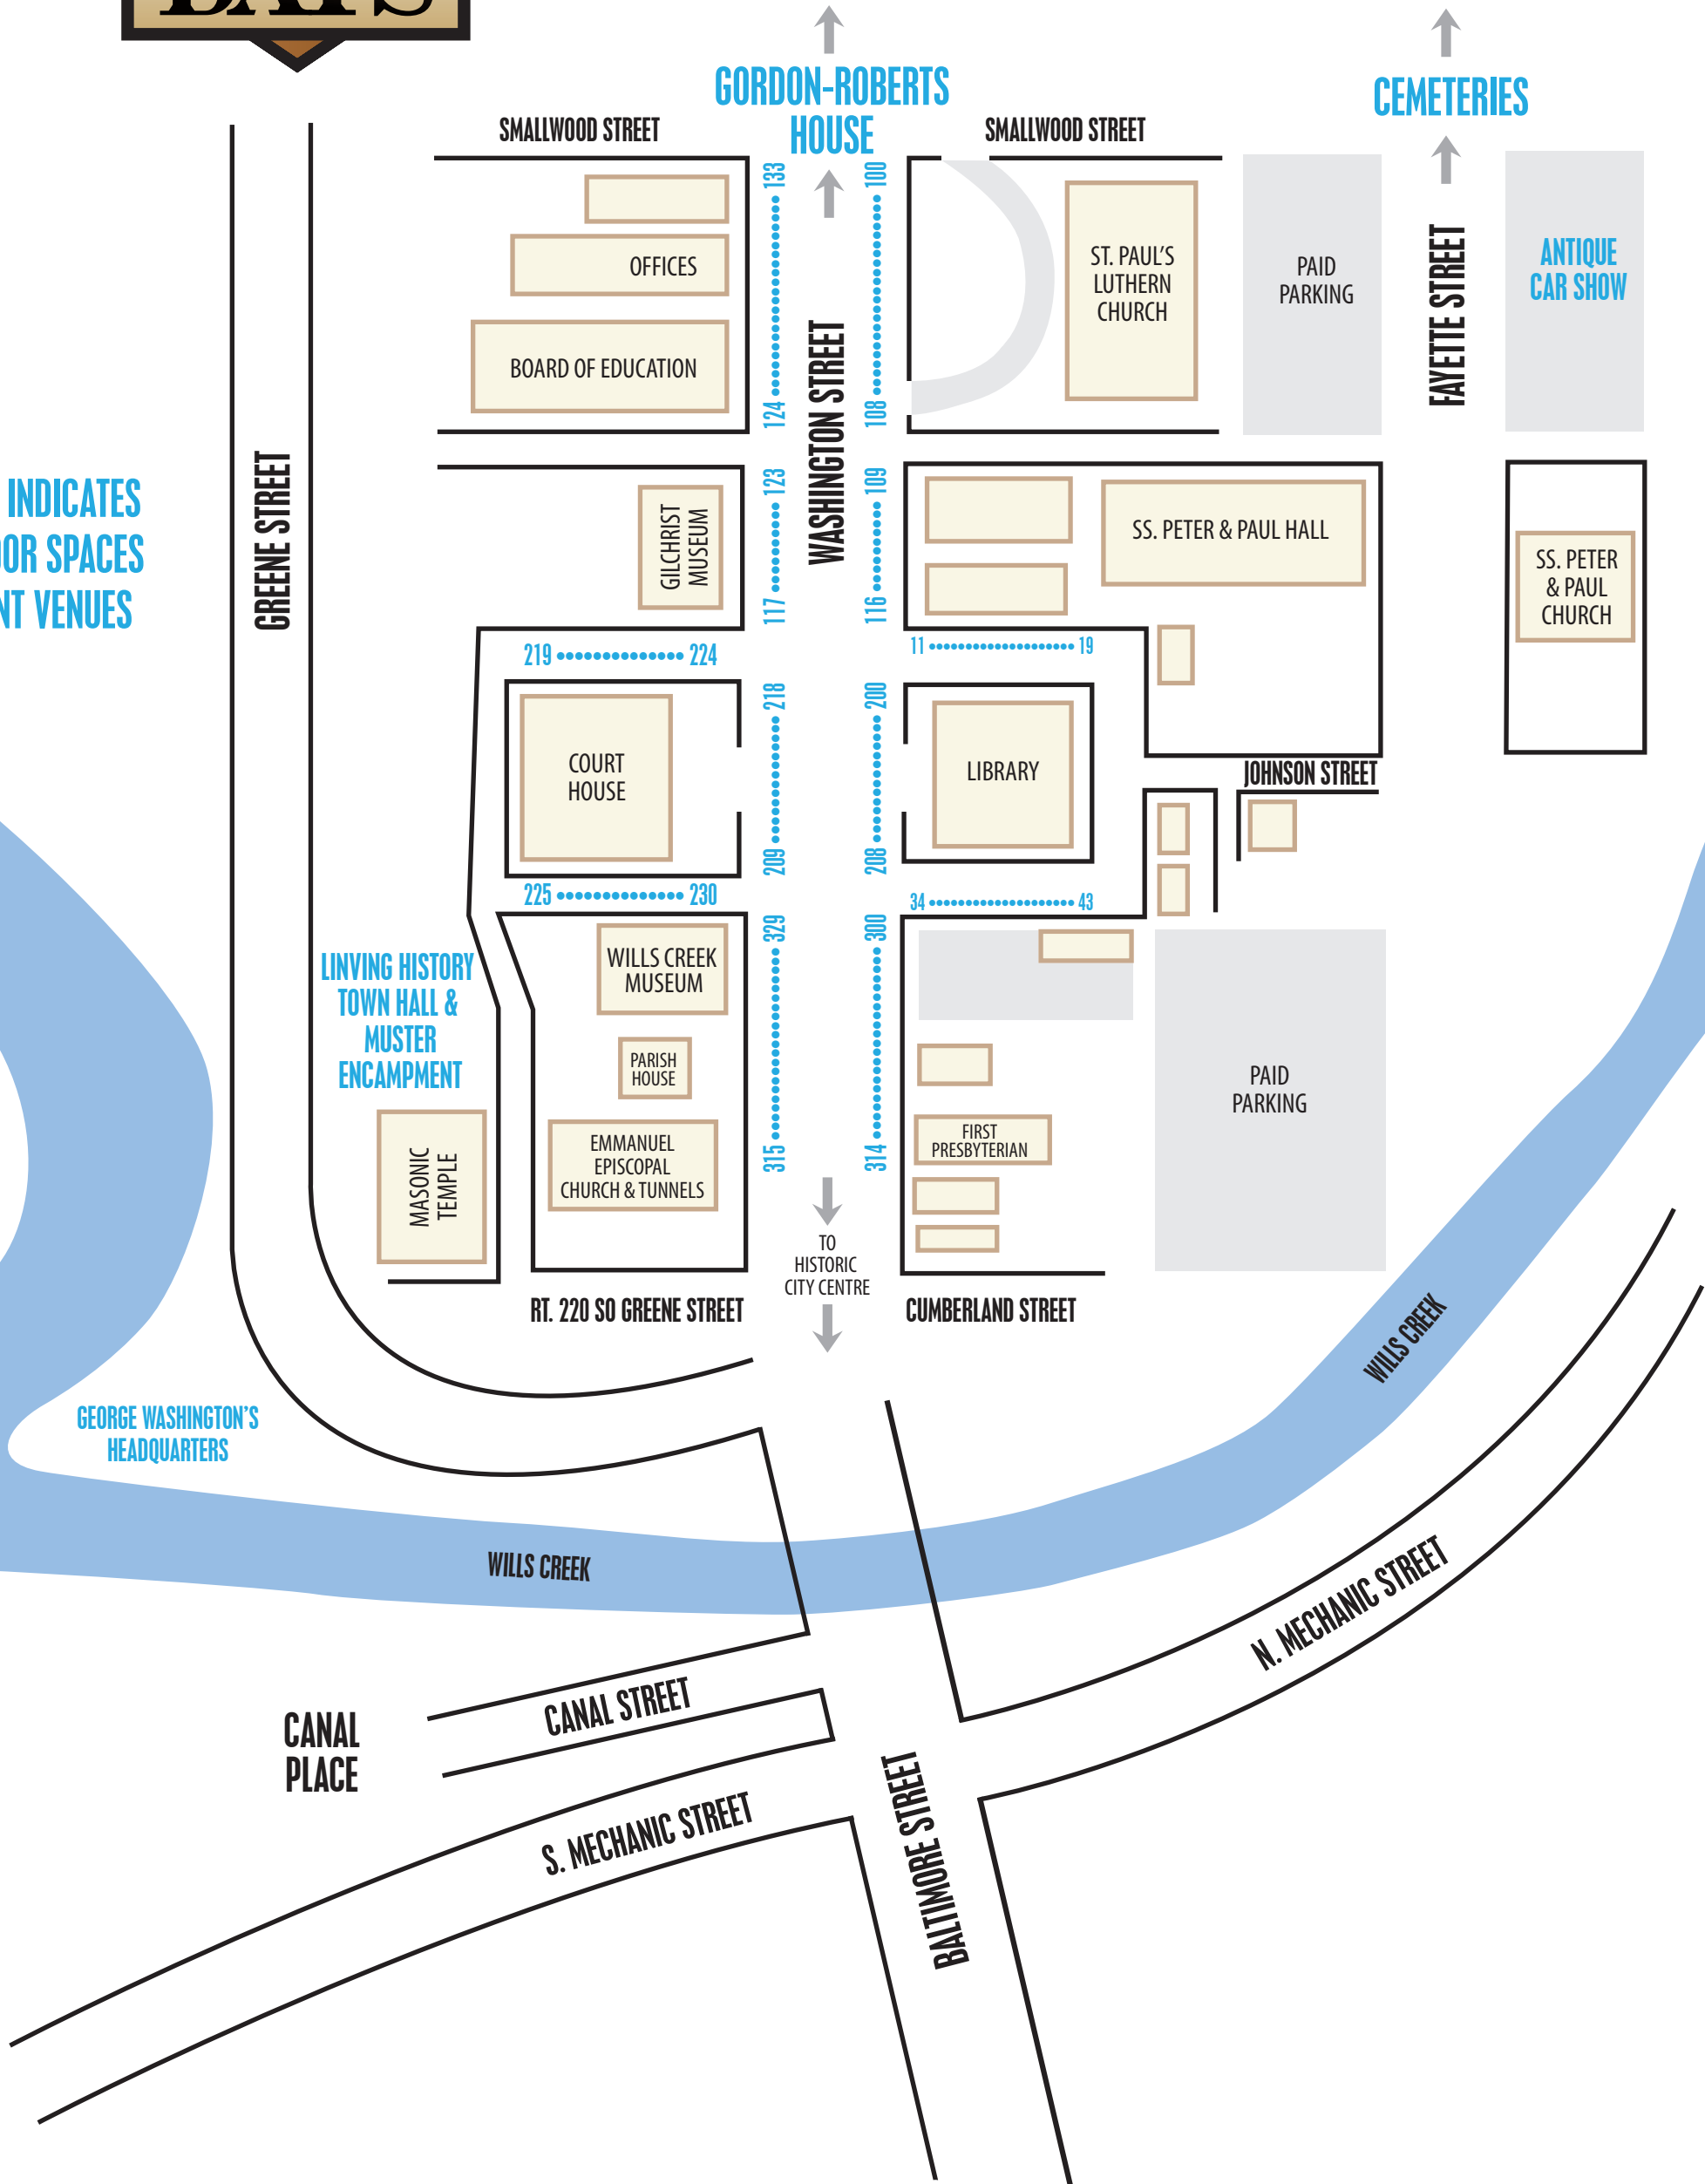 DAYS
GORDON-ROBERTS
HOUSE
CEMETERIES
SMALLWOOD STREET
SMALLWOOD STREET
133
100
OFFICES
BOARD OF EDUCATION
124
108
WASHINGTON STREET
ST. PAUL'S
LUTHERN
CHURCH
PAID
PARKING
FAYETTE STREET
ANTIQUE
CAR SHOW
INDICATES
OOR SPACES
NT VENUES
GREENE STREET
GILCHRIST
MUSEUM
123
117
109
116
SS. PETER & PAUL HALL
SS. PETER
& PAUL
CHURCH
219
224
11
19
218
209
200
208
COURT
HOUSE
LIBRARY
JOHNSON STREET
225
230
34
43
329
315
300
314
LINVING HISTORY
TOWN HALL &
MUSTER
ENCAMPMENT
WILLS CREEK
MUSEUM
PARISH
HOUSE
EMMANUEL
EPISCOPAL
CHURCH & TUNNELS
MASONIC
TEMPLE
FIRST
PRESBYTERIAN
PAID
PARKING
TO
HISTORIC
CITY CENTRE
RT. 220 SO GREENE STREET
CUMBERLAND STREET
WILLS CREEK
GEORGE WASHINGTON'S
HEADQUARTERS
WILLS CREEK
N. MECHANIC STREET
CANAL STREET
CANAL
PLACE
S. MECHANIC STREET
BALTIMORE STREET